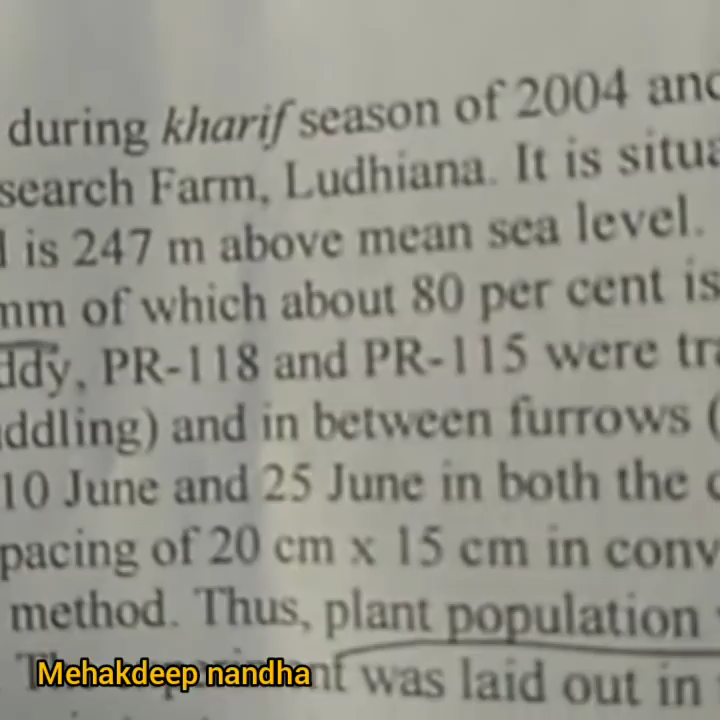 during kharif season of 2004 and
search Farm, Ludhiana. It is situa
l is 247 m above mean sea level.
mm of which about 80 per cent is
ddy, PR-118 and PR-115 were tra
ddling) and in between furrows (
10 June and 25 June in both the
pacing of 20 cm x 15 cm in conv
method. Thus, plant population
Mehakdeep nandha
was laid out in